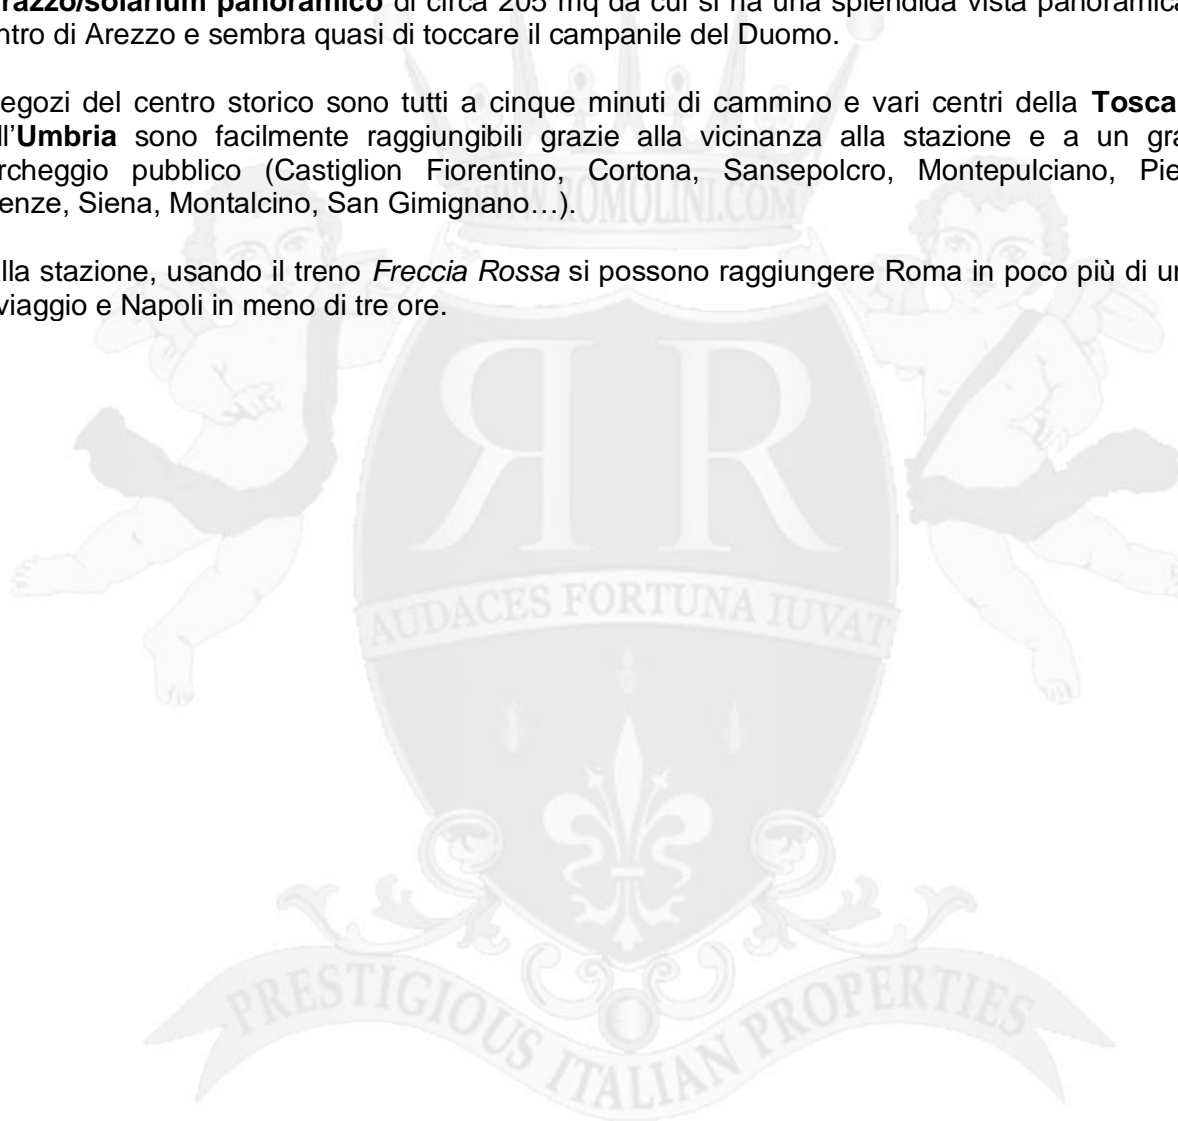 razzo/solarium panoramico di circa 205 mq da cui si ha una splendida vista panoramica
ntro di Arezzo e sembra quasi di toccare il campanile del Duomo.
egozi del centro storico sono tutti a cinque minuti di cammino e vari centri della Tosca
ll'Umbria sono facilmente raggiungibili grazie alla vicinanza alla stazione e a un gra
rcheggio pubblico (Castiglion Fiorentino, Cortona, Sansepolcro, Montepulciano, Pie
enze, Siena, Montalcino, San Gimignano…).
WWW.ROMOLINI.COM
lla stazione, usando il treno Freccia Rossa si possono raggiungere Roma in poco più di un
viaggio e Napoli in meno di tre ore.
R R
AUDACES FORTUNA IUVAT
PRESTIGIOUS ITALIAN PROPERTIES